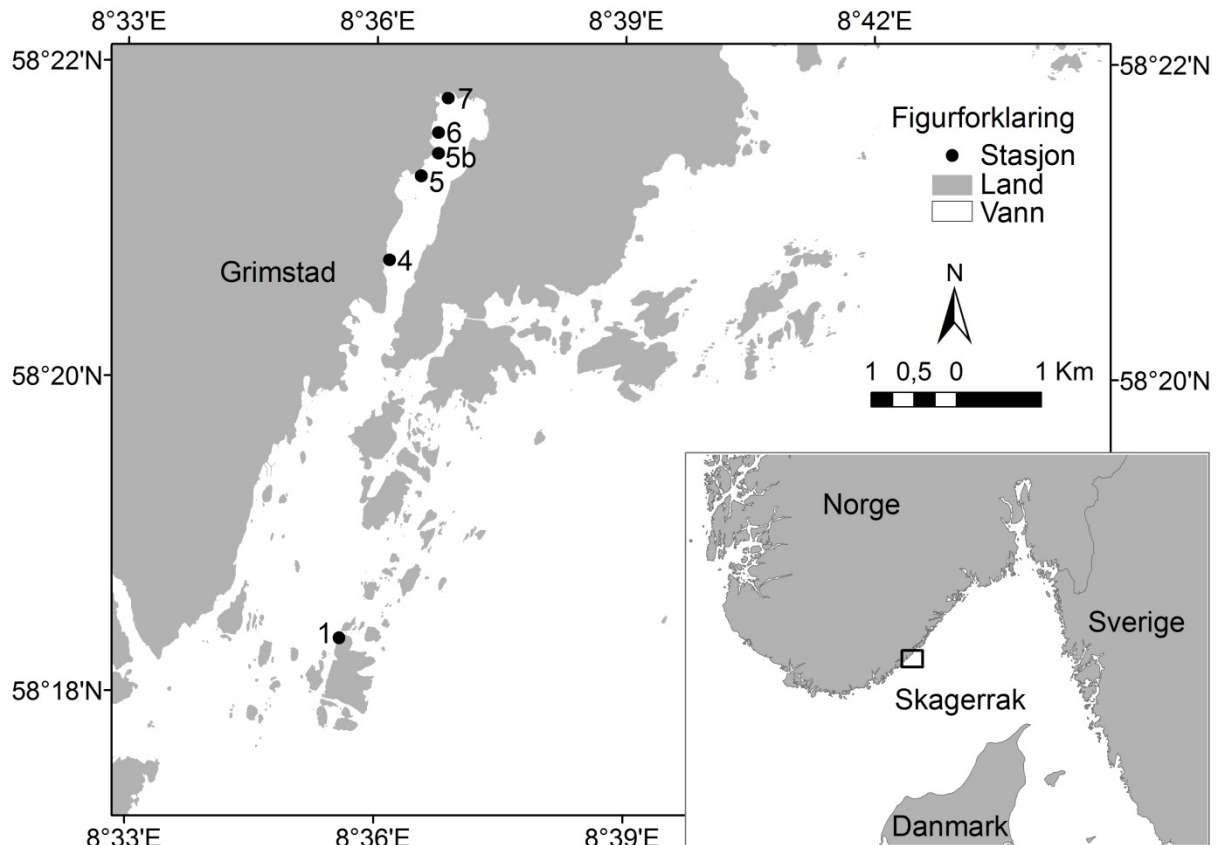 8°33'E 8°36'E 8°39'E 8°42'E
58°22'N
58°22'N
7
6
5b
5
4
Figurforklaring
Stasjon
Land
Vann
Grimstad
N
1 0,5 0 1 Km
58°20'N
58°20'N
Norge
Sverige
1
58°18'N
Skagerrak
Danmark
8°33'E 8°36'E 8°39'E